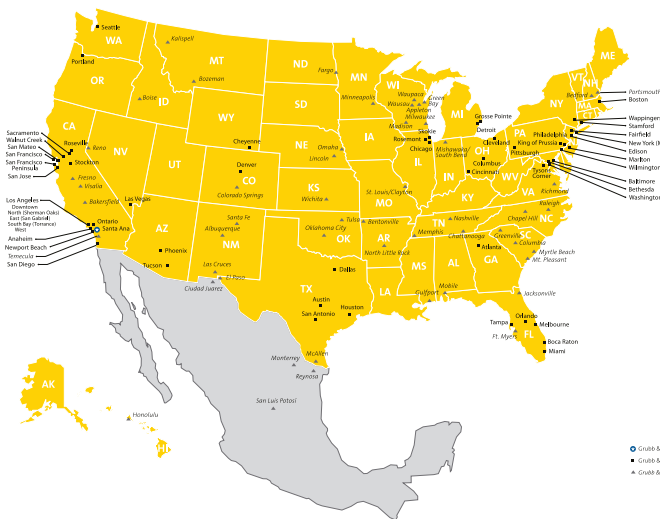 Seattle
WA
Portland
OR
Kalispell
MT
Bozeman
Boise
ID
ND
Fargo
MN
Minneapolis
SD
WI
Waupaca
Wausau
Green
Bay
Appleton
Milwaukee
Madison
MI
Grosse Pointe
Detroit
Skokie
Rosemont
Chicago
Mishawaka/
South Bend
ME
VT
NH
Portsmouth
Bedford
Boston
MA
NY
CT
Wappingers
Stamford
Fairfield
New York (M
Edison
Marlton
Wilmington
Baltimore
Bethesda
Washington
PA
Philadelphia
King of Prussia
Pittsburgh
Cleveland
OH
Columbus
Cincinnati
Tysons
Corner
WV
VA
Richmond
Raleigh
NC
Chapel Hill
CA
Sacramento
Walnut Creek
San Mateo
San Francisco
San Francisco
Peninsula
San Jose
Roseville
Reno
Stockton
Fresno
Visalia
Bakersfield
NV
Las Vegas
UT
WY
Cheyenne
Denver
CO
Colorado Springs
NE
Omaha
Lincoln
IA
IL
IN
KY
KS
Wichita
MO
St. Louis/Clayton
Los Angeles
Downtown
North (Sherman Oaks)
East (San Gabriel)
South Bay (Torrance)
West
Ontario
Santa Ana
Anaheim
Newport Beach
Temecula
San Diego
AZ
Phoenix
Tucson
Santa Fe
Albuquerque
NM
Las Cruces
El Paso
Ciudad Juarez
Oklahoma City
OK
Tulsa
Bentonville
AR
North Little Rock
TN
Memphis
Nashville
Chattanooga
Greenville
SC
Columbia
Myrtle Beach
Mt. Pleasant
Atlanta
GA
AL
MS
LA
TX
Dallas
Austin
San Antonio
Houston
McAllen
Reynosa
Monterrey
San Luis Potosi
Gulfport
Mobile
Jacksonville
Orlando
Tampa
Melbourne
FL
Ft. Myers
Boca Raton
Miami
AK
Honolulu
HI
Grubb &
Grubb &
Grubb &